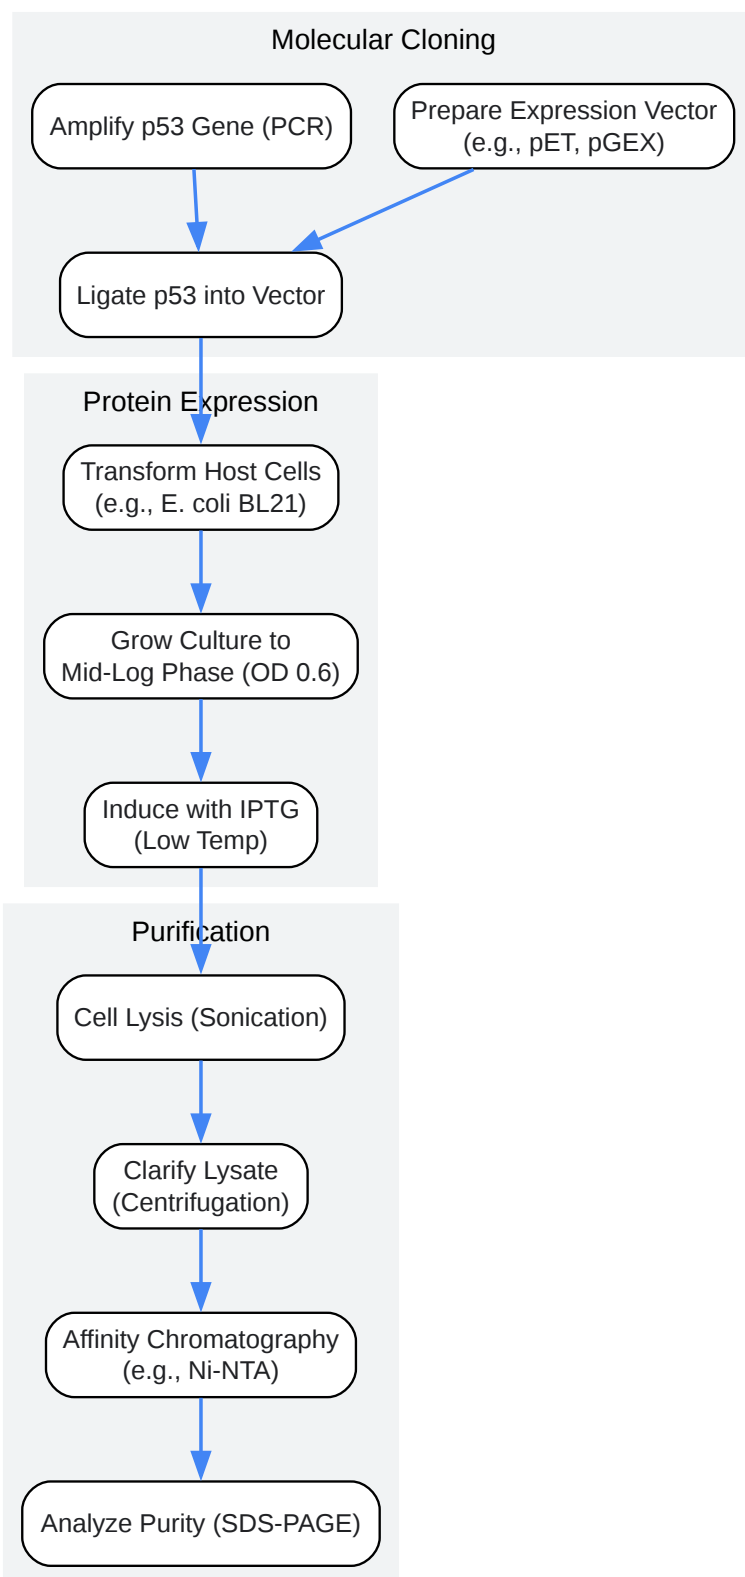 Molecular Cloning
Amplify p53 Gene (PCR)
Prepare Expression Vector
(e.g., pET, pGEX)
Ligate p53 into Vector
Protein Expression
Transform Host Cells
(e.g., E. coli BL21)
Grow Culture to
Mid-Log Phase (OD 0.6)
Induce with IPTG
(Low Temp)
Purification
Cell Lysis (Sonication)
Clarify Lysate
(Centrifugation)
Affinity Chromatography
(e.g., Ni-NTA)
Analyze Purity (SDS-PAGE)